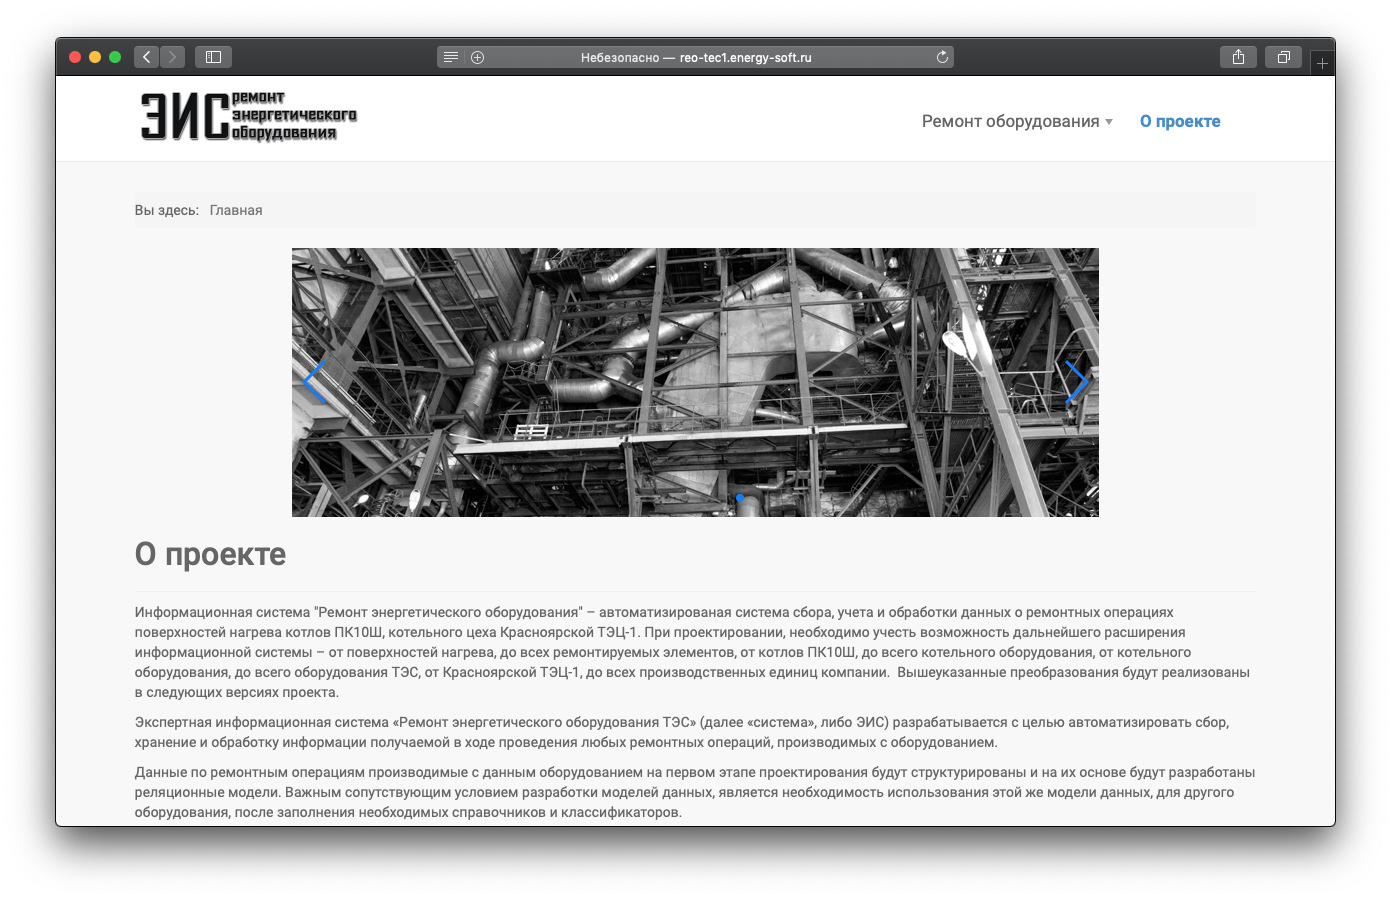 Небезопасно — reo-tec1.energy-soft.ru
ЭИС ремонт
энергетического
оборудования
Ремонт оборудования
О проекте
Вы здесь: Главная
О проекте
Информационная система "Ремонт энергетического оборудования" – автоматизированая система сбора, учета и обработки данных о ремонтных операциях
поверхностей нагрева котлов ПК10Ш, котельного цеха Красноярской ТЭЦ-1. При проектировании, необходимо учесть возможность дальнейшего расширения
информационной системы – от поверхностей нагрева, до всех ремонтируемых элементов, от котлов ПК10Ш, до всего котельного оборудования, от котельного
оборудования, до всего оборудования ТЭС, от Красноярской ТЭЦ-1, до всех производственных единиц компании. Вышеуказанные преобразования будут реализованы
в следующих версиях проекта.
Экспертная информационная система «Ремонт энергетического оборудования ТЭС» (далее «система», либо ЭИС) разрабатывается с целью автоматизировать сбор,
хранение и обработку информации получаемой в ходе проведения любых ремонтных операций, производимых с оборудованием.
Данные по ремонтным операциям производимые с данным оборудованием на первом этапе проектирования будут структурированы и на их основе будут разработаны
реляционные модели. Важным сопутствующим условием разработки моделей данных, является необходимость использования этой же модели данных, для другого
оборудования, после заполнения необходимых справочников и классификаторов.